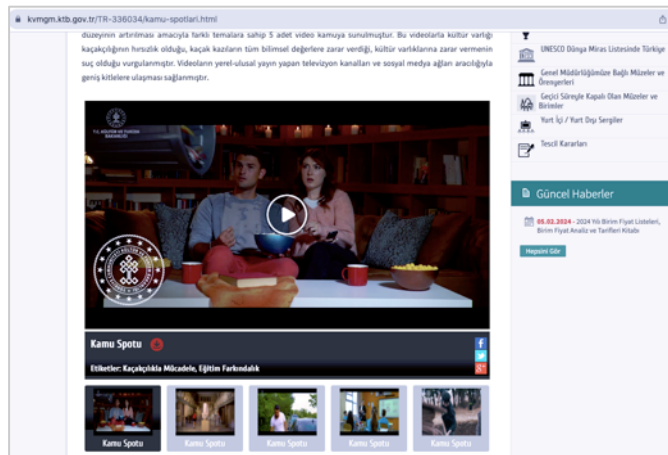 kvmgm.ktb.gov.tr/TR-336034/kamu-spotlari.html
düzeyinin artırılması amacıyla farklı temalara sahip 5 adet video kamuya sunulmuştur. Bu videolarla kültür varlığı
kaçakçılığının hırsızlık olduğu, kaçak kazıların tüm bilimsel değerlere zarar verdiği, kültür varlıklarına zarar vermenin
suç olduğu vurgulanmıştır. Videoların yerel-ulusal yayın yapan televizyon kanalları ve sosyal medya ağları aracılığıyla
geniş kitlelere ulaşması sağlanmıştır.
T.C. KÜLTÜR VE TURİZM
BAKANLIĞI
Kamu Spotu
Etiketler: Kaçakçılıkla Mücadele, Eğitim Farkındalık
Kamu Spotu
Kamu Spotu
Kamu Spotu
Kamu Spotu
Kamu Spotu
UNESCO Dünya Miras Listesinde Türkiye
Genel Müdürlüğümüze Bağlı Müzeler ve
Örenyerleri
Geçici Süreyle Kapalı Olan Müzeler ve
Birimler
Yurt İçi / Yurt Dışı Sergiler
Tescil Kararları
Güncel Haberler
05.02.2024 - 2024 Yılı Birim Fiyat Listeleri,
Birim Fiyat Analiz ve Tarifleri Kitabı
Hepsini Gör